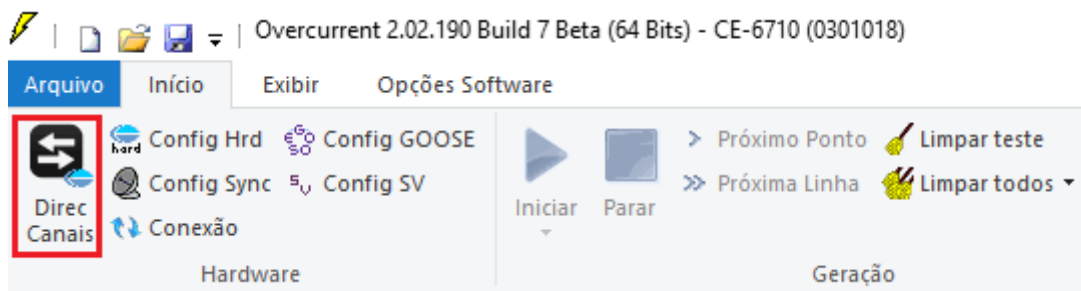 Overcurrent 2.02.190 Build 7 Beta (64 Bits) - CE-6710 (0301018)
Arquivo Início Exibir Opções Software
Direc
Canais
hard Config Hrd
Config Sync
Conexão
GOOSE Config GOOSE
SV Config SV
Hardware
Iniciar
Parar
Próximo Ponto
Próxima Linha
Limpar teste
Limpar todos
Geração